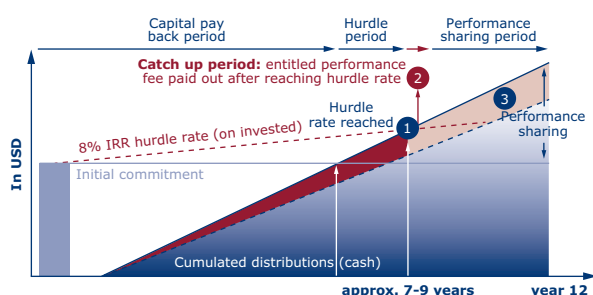 Capital pay
back period
Hurdle
period
Performance
sharing period
Catch up period: entitled performance
fee paid out after reaching hurdle rate
2
3
Hurdle
rate reached
1
Performance
sharing
8% IRR hurdle rate (on invested)
Initial commitment
In USD
Cumulated distributions (cash)
approx. 7-9 years
year 12